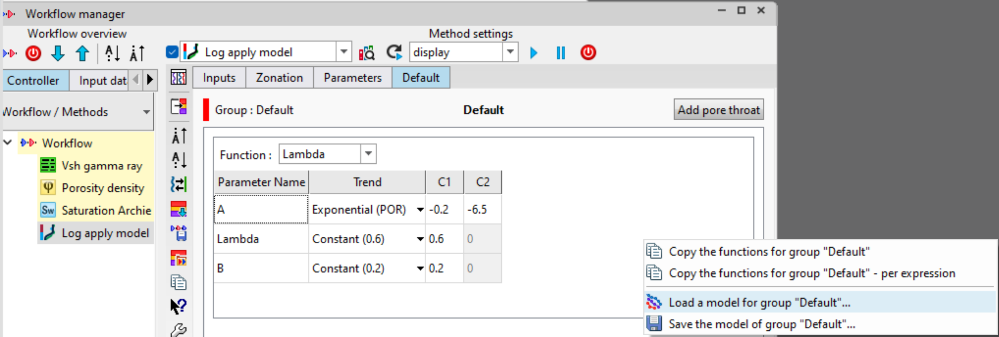 Workflow manager
Workflow overview
Method settings
Log apply model
display
Controller
Input dat
Inputs
Zonation
Parameters
Default
Workflow / Methods
Group : Default
Default
Add pore throat
Workflow
Vsh gamma ray
φ Porosity density
Sw Saturation Archie
Log apply model
Function : Lambda
Parameter Name Trend C1 C2
A Exponential (POR) -0.2 -6.5
Lambda Constant (0.6) 0.6 0
B Constant (0.2) 0.2 0
Copy the functions for group "Default"
Copy the functions for group "Default" - per expression
Load a model for group "Default"...
Save the model of group "Default"...